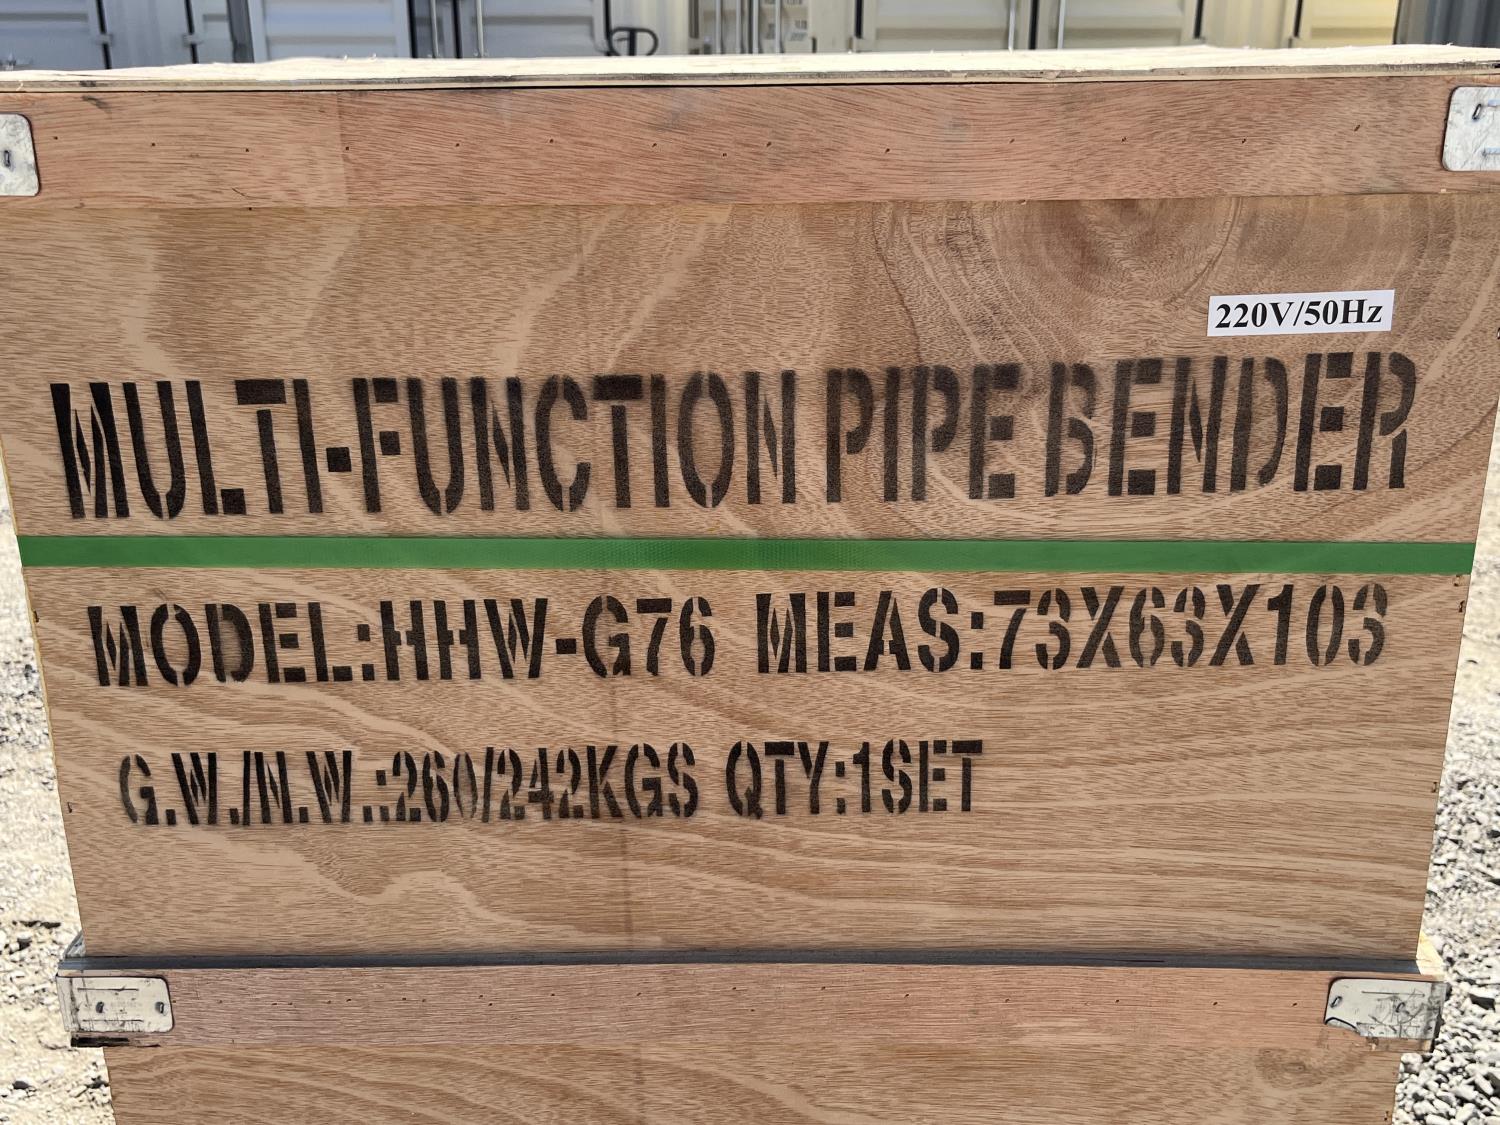 220V/50Hz
MULTI-FUNCTION PIPE BENDER
MODEL:HHW-G76 MEAS:73X63X103
G.W./N.W.:260/242KGS QTY:1SET